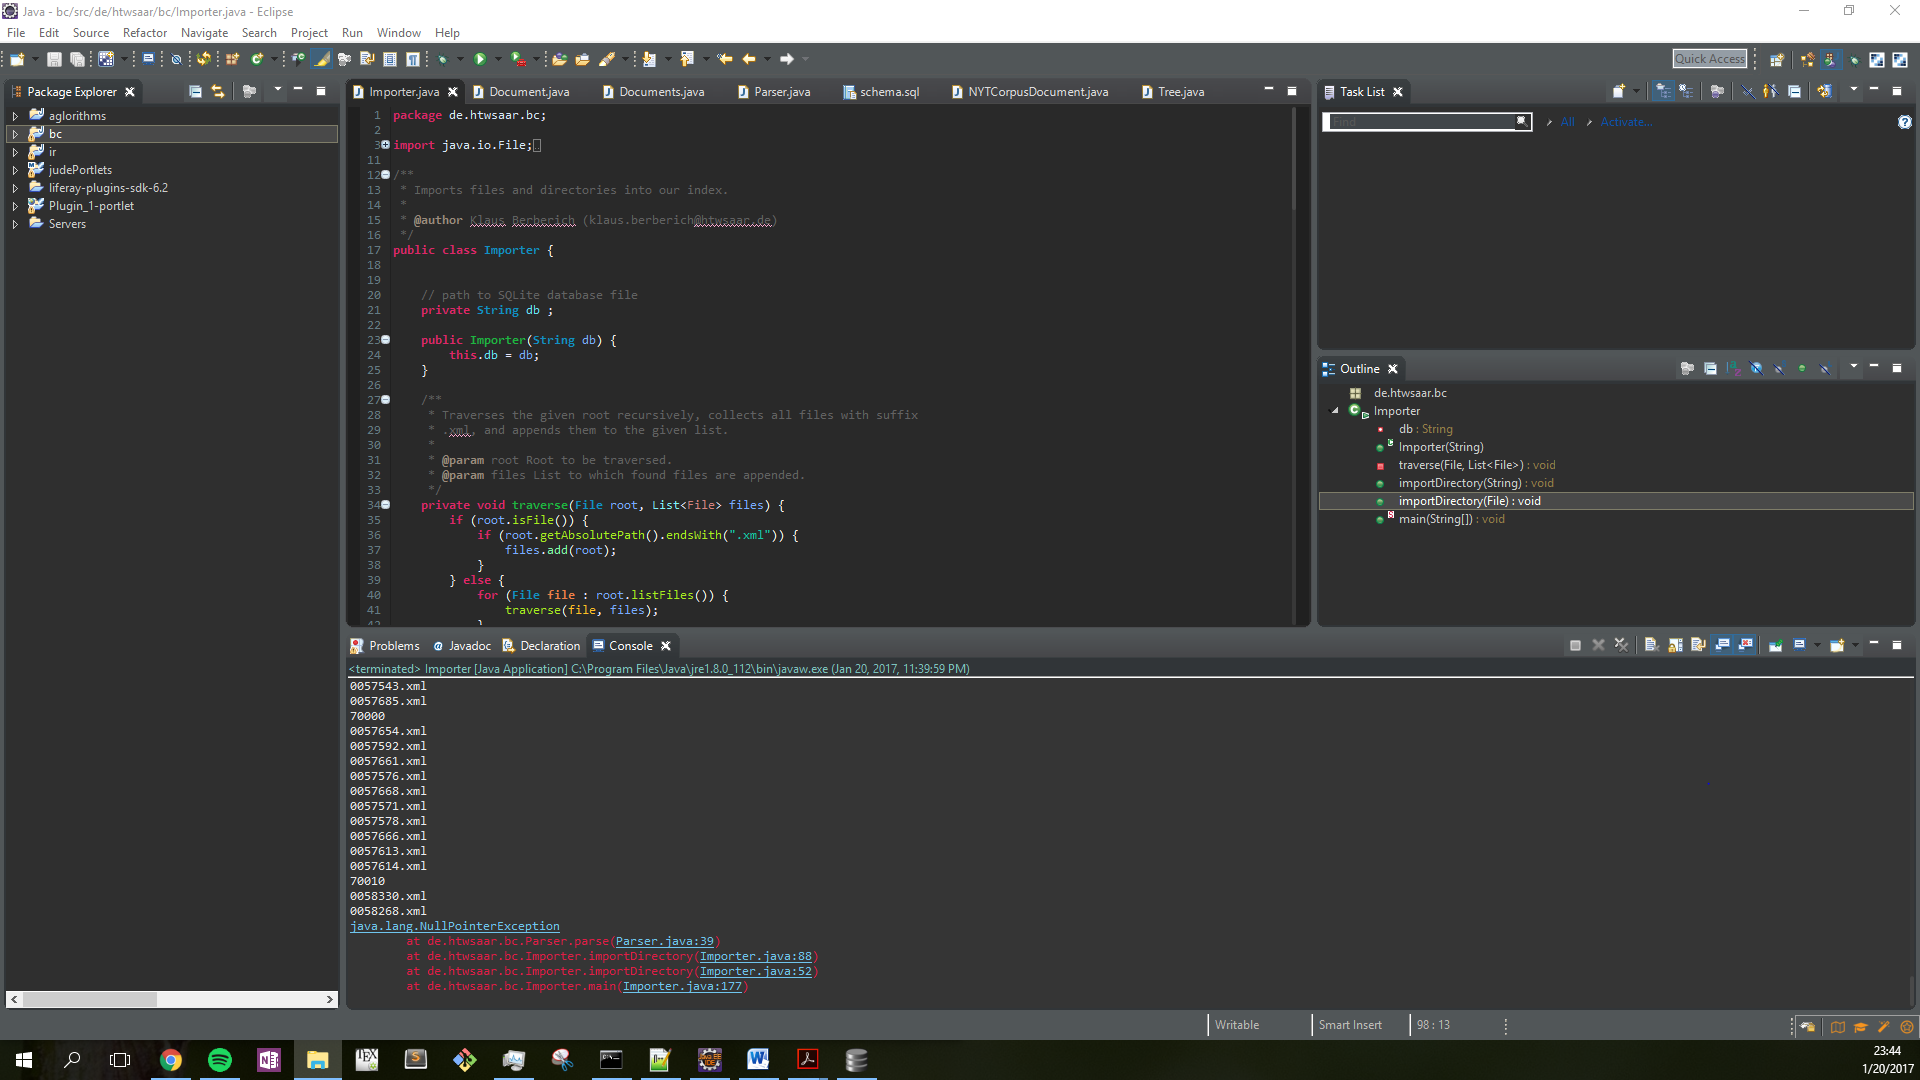 Java - bc/src/de/htwsaar/bc/Importer.java - Eclipse
File Edit Source Refactor Navigate Search Project Run Window Help
Quick Access
Package Explorer
aglorithms
bc
ir
judePortlets
liferay-plugins-sdk-6.2
Plugin_1-portlet
Servers
Importer.java Document.java Documents.java Parser.java schema.sql NYTCorpusDocument.java Tree.java
1 package de.htwsaar.bc;
2
3 import java.io.File;
11
12 /**
13 * Imports files and directories into our index.
14 *
15 * @author Klaus Berberich (klaus.berberich@htwsaar.de)
16 */
17 public class Importer {
18
19
20 // path to SQLite database file
21 private String db ;
22
23 public Importer(String db) {
24 this.db = db;
25 }
26
27 /**
28 * Traverses the given root recursively, collects all files with suffix
29 * .xml, and appends them to the given list.
30 *
31 * @param root Root to be traversed.
32 * @param files List to which found files are appended.
33 */
34 private void traverse(File root, List<File> files) {
35 if (root.isFile()) {
36 if (root.getAbsolutePath().endsWith(".xml")) {
37 files.add(root);
38 }
39 } else {
40 for (File file : root.listFiles()) {
41 traverse(file, files);
42 }
Task List
Find
All
Activate...
Outline
de.htwsaar.bc
Importer
db : String
Importer(String)
traverse(File, List<File>) : void
importDirectory(String) : void
importDirectory(File) : void
main(String[]) : void
Problems @ Javadoc Declaration Console
<terminated> Importer [Java Application] C:\Program Files\Java\jre1.8.0_112\bin\javaw.exe (Jan 20, 2017, 11:39:59 PM)
0057543.xml
0057685.xml
70000
0057654.xml
0057592.xml
0057661.xml
0057576.xml
0057668.xml
0057571.xml
0057578.xml
0057666.xml
0057613.xml
0057614.xml
70010
0058330.xml
0058268.xml
java.lang.NullPointerException
at de.htwsaar.bc.Parser.parse(Parser.java:39)
at de.htwsaar.bc.Importer.importDirectory(Importer.java:88)
at de.htwsaar.bc.Importer.importDirectory(Importer.java:52)
at de.htwsaar.bc.Importer.main(Importer.java:177)
Writable Smart Insert 98 : 13
23:44
1/20/2017